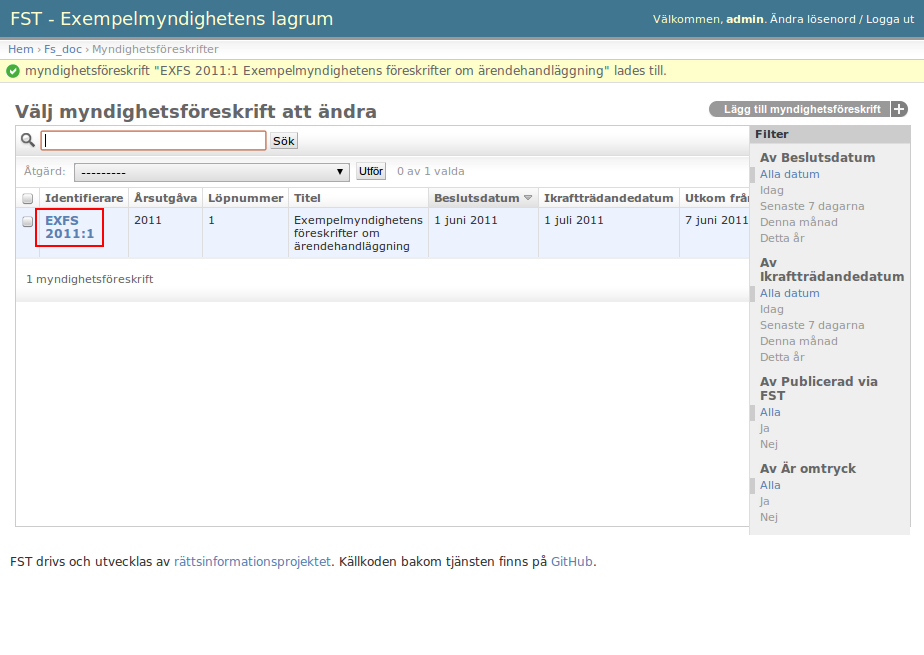 FST - Exempelmyndighetens lagrum
Välkommen, admin. Ändra lösenord / Logga ut
Hem › Fs_doc › Myndighetsföreskrifter
myndighetsföreskrift "EXFS 2011:1 Exempelmyndighetens föreskrifter om ärendehandläggning" lades till.
Välj myndighetsföreskrift att ändra
Lägg till myndighetsföreskrift +
Sök
Åtgärd: --------- Utför 0 av 1 valda
Identifierare Årsutgåva Löpnummer Titel Beslutsdatum Ikraftträdandedatum Utkom frå
EXFS 2011 1 Exempelmyndighetens 1 juni 2011 1 juli 2011 7 juni 2011
2011:1 föreskrifter om
ärendehandläggning
1 myndighetsföreskrift
Filter
Av Beslutsdatum
Alla datum
Idag
Senaste 7 dagarna
Denna månad
Detta år
Av
Ikraftträdandedatum
Alla datum
Idag
Senaste 7 dagarna
Denna månad
Detta år
Av Publicerad via
FST
Alla
Ja
Nej
Av Är omtryck
Alla
Ja
Nej
FST drivs och utvecklas av rättsinformationsprojektet. Källkoden bakom tjänsten finns på GitHub.